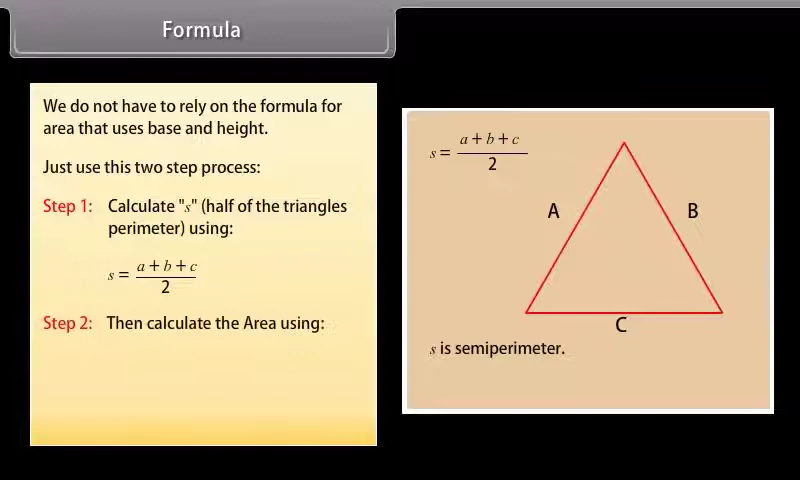 Formula
We do not have to rely on the formula for
area that uses base and height.
Just use this two step process:
Step 1: Calculate "s" (half of the triangles
perimeter) using:
s = a + b + c / 2
Step 2: Then calculate the Area using:
s = a + b + c / 2
A
B
C
s is semiperimeter.